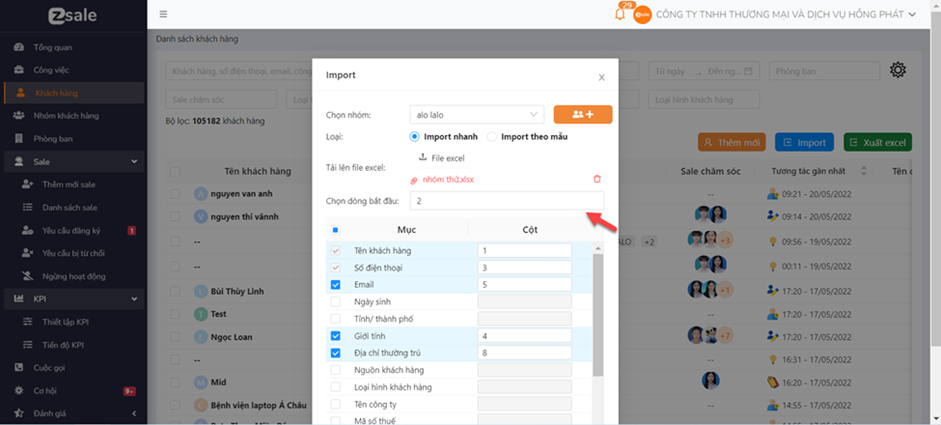 zsale
29
zsale
CÔNG TY TNHH THƯƠNG MẠI VÀ DỊCH VỤ HỒNG PHÁT
Tổng quan
Công việc
Khách hàng
Nhóm khách hàng
Phòng ban
Sale
Thêm mới sale
Danh sách sale
Yêu cầu đăng ký 1
Yêu cầu bị từ chối
Ngừng hoạt động
KPI
Thiết lập KPI
Tiến độ KPI
Cuộc gọi
Cơ hội 9+
Đánh giá
Danh sách khách hàng
Khách hàng, số điện thoại, email, công
Từ ngày → Đến ng...
Phòng ban
Sale chăm sóc
Loại
Loại hình khách hàng
Bộ lọc: 105182 khách hàng
Thêm mới
Import
Xuất excel
Tên khách hàng
Sale chăm sóc
Tương tác gần nhất
Tên c
A nguyen van anh
09:21 - 20/05/2022
nguyen thi vânnh
09:14 - 20/05/2022
--
ALO +2
+3
09:56 - 19/05/2022
--
00:11 - 19/05/2022
Bùi Thùy Linh
+1
17:20 - 17/05/2022
T Test
17:20 - 17/05/2022
Ngọc Loan
+7
17:20 - 17/05/2022
--
16:31 - 17/05/2022
M Mid
16:20 - 17/05/2022
Bệnh viện laptop Á Châu
14:55 - 17/05/2022
14:55 - 17/05/2022
Import
x
Chọn nhóm:
alo lalo
Loại:
Import nhanh
Import theo mẫu
Tải lên file excel:
File excel
nhóm thử.xlsx
Chọn dòng bắt đầu:
2
Mục
Cột
Tên khách hàng 1
Số điện thoại 3
Email 5
Ngày sinh
Tỉnh/ thành phố
Giới tính 4
Địa chỉ thường trú 8
Nguồn khách hàng
Loại hình khách hàng
Tên công ty
Mã số thuế